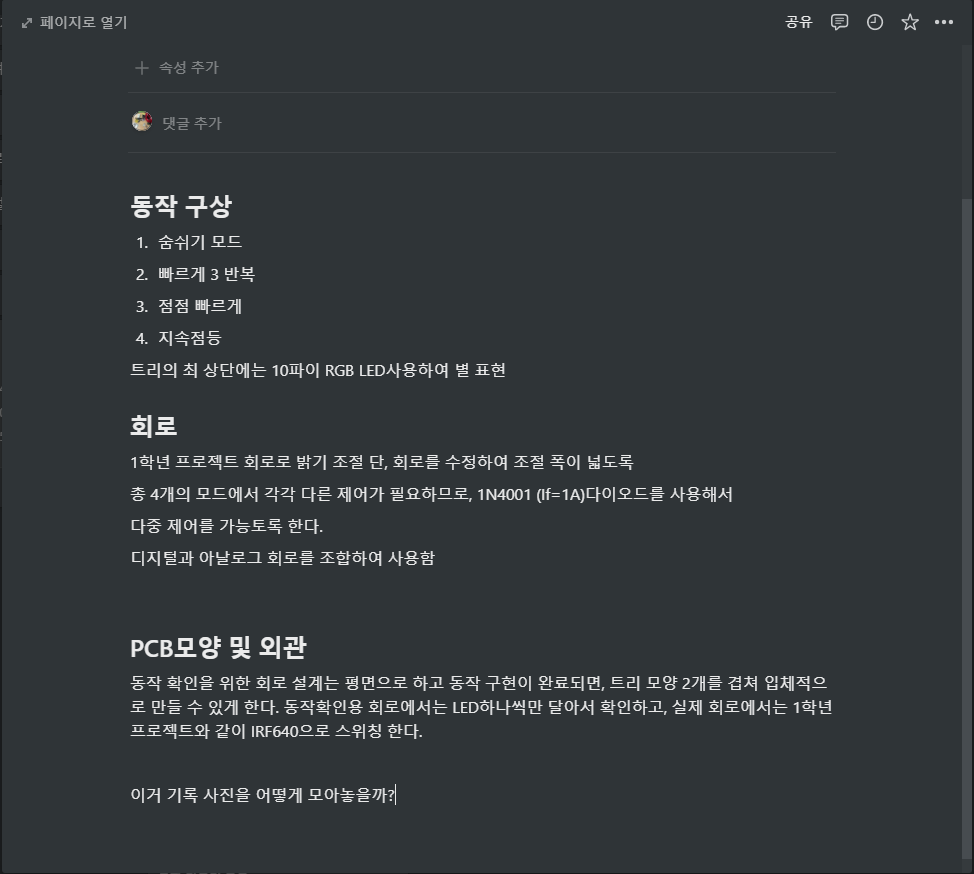 페이지로 열기
공유
속성 추가
댓글 추가
동작 구상
1. 숨쉬기 모드
2. 빠르게 3 반복
3. 점점 빠르게
4. 지속점등
트리의 최 상단에는 10파이 RGB LED사용하여 별 표현
회로
1학년 프로젝트 회로로 밝기 조절 단, 회로를 수정하여 조절 폭이 넓도록
총 4개의 모드에서 각각 다른 제어가 필요하므로, 1N4001 (If=1A)다이오드를 사용해서
다중 제어를 가능토록 한다.
디지털과 아날로그 회로를 조합하여 사용함
PCB모양 및 외관
동작 확인을 위한 회로 설계는 평면으로 하고 동작 구현이 완료되면, 트리 모양 2개를 겹쳐 입체적으
로 만들 수 있게 한다. 동작확인용 회로에서는 LED하나씩만 달아서 확인하고, 실제 회로에서는 1학년
프로젝트와 같이 IRF640으로 스위칭 한다.
이거 기록 사진을 어떻게 모아놓을까?